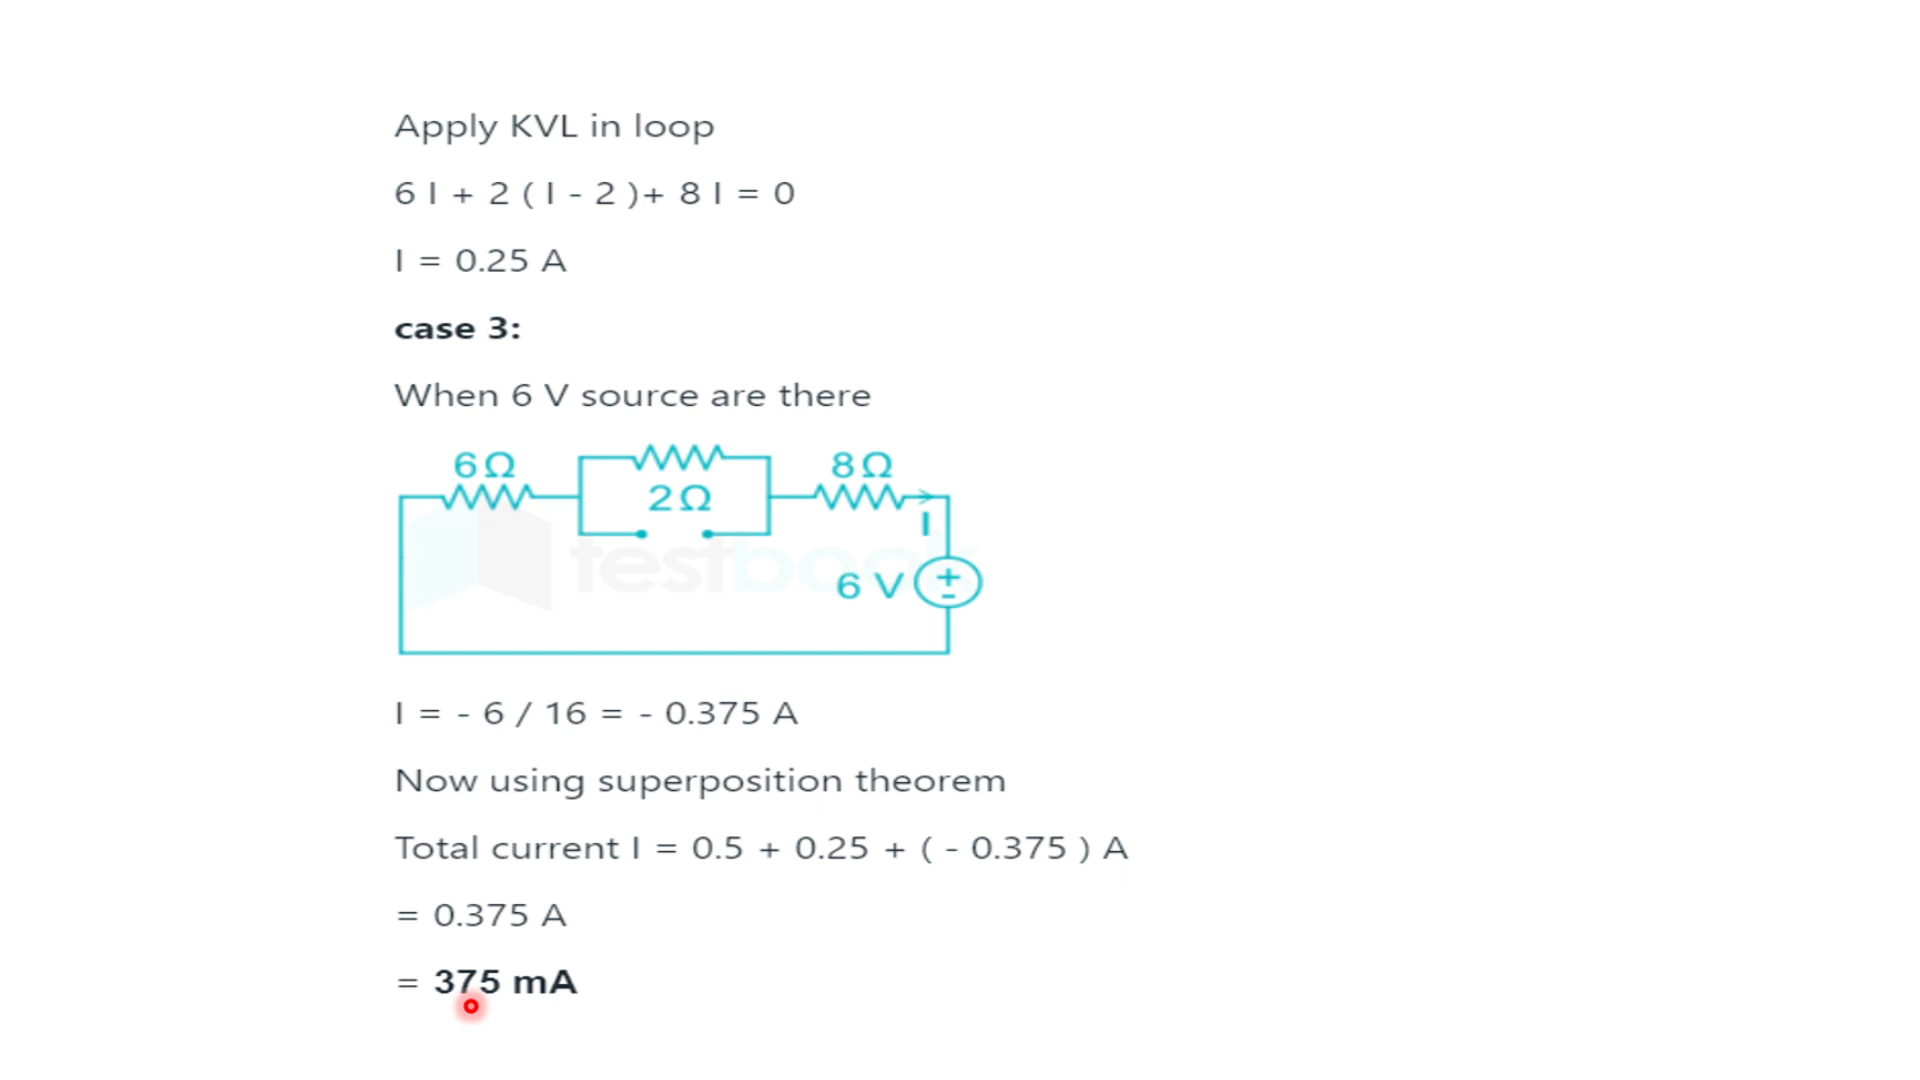 Apply KVL in loop
6 I + 2 ( I - 2 )+ 8 I = 0
I = 0.25 A
case 3:
When 6 V source are there
6Ω
8Ω
2Ω
I
testbook
6 V
+
-
I = - 6 / 16 = - 0.375 A
Now using superposition theorem
Total current I = 0.5 + 0.25 + ( - 0.375 ) A
= 0.375 A
= 375 mA